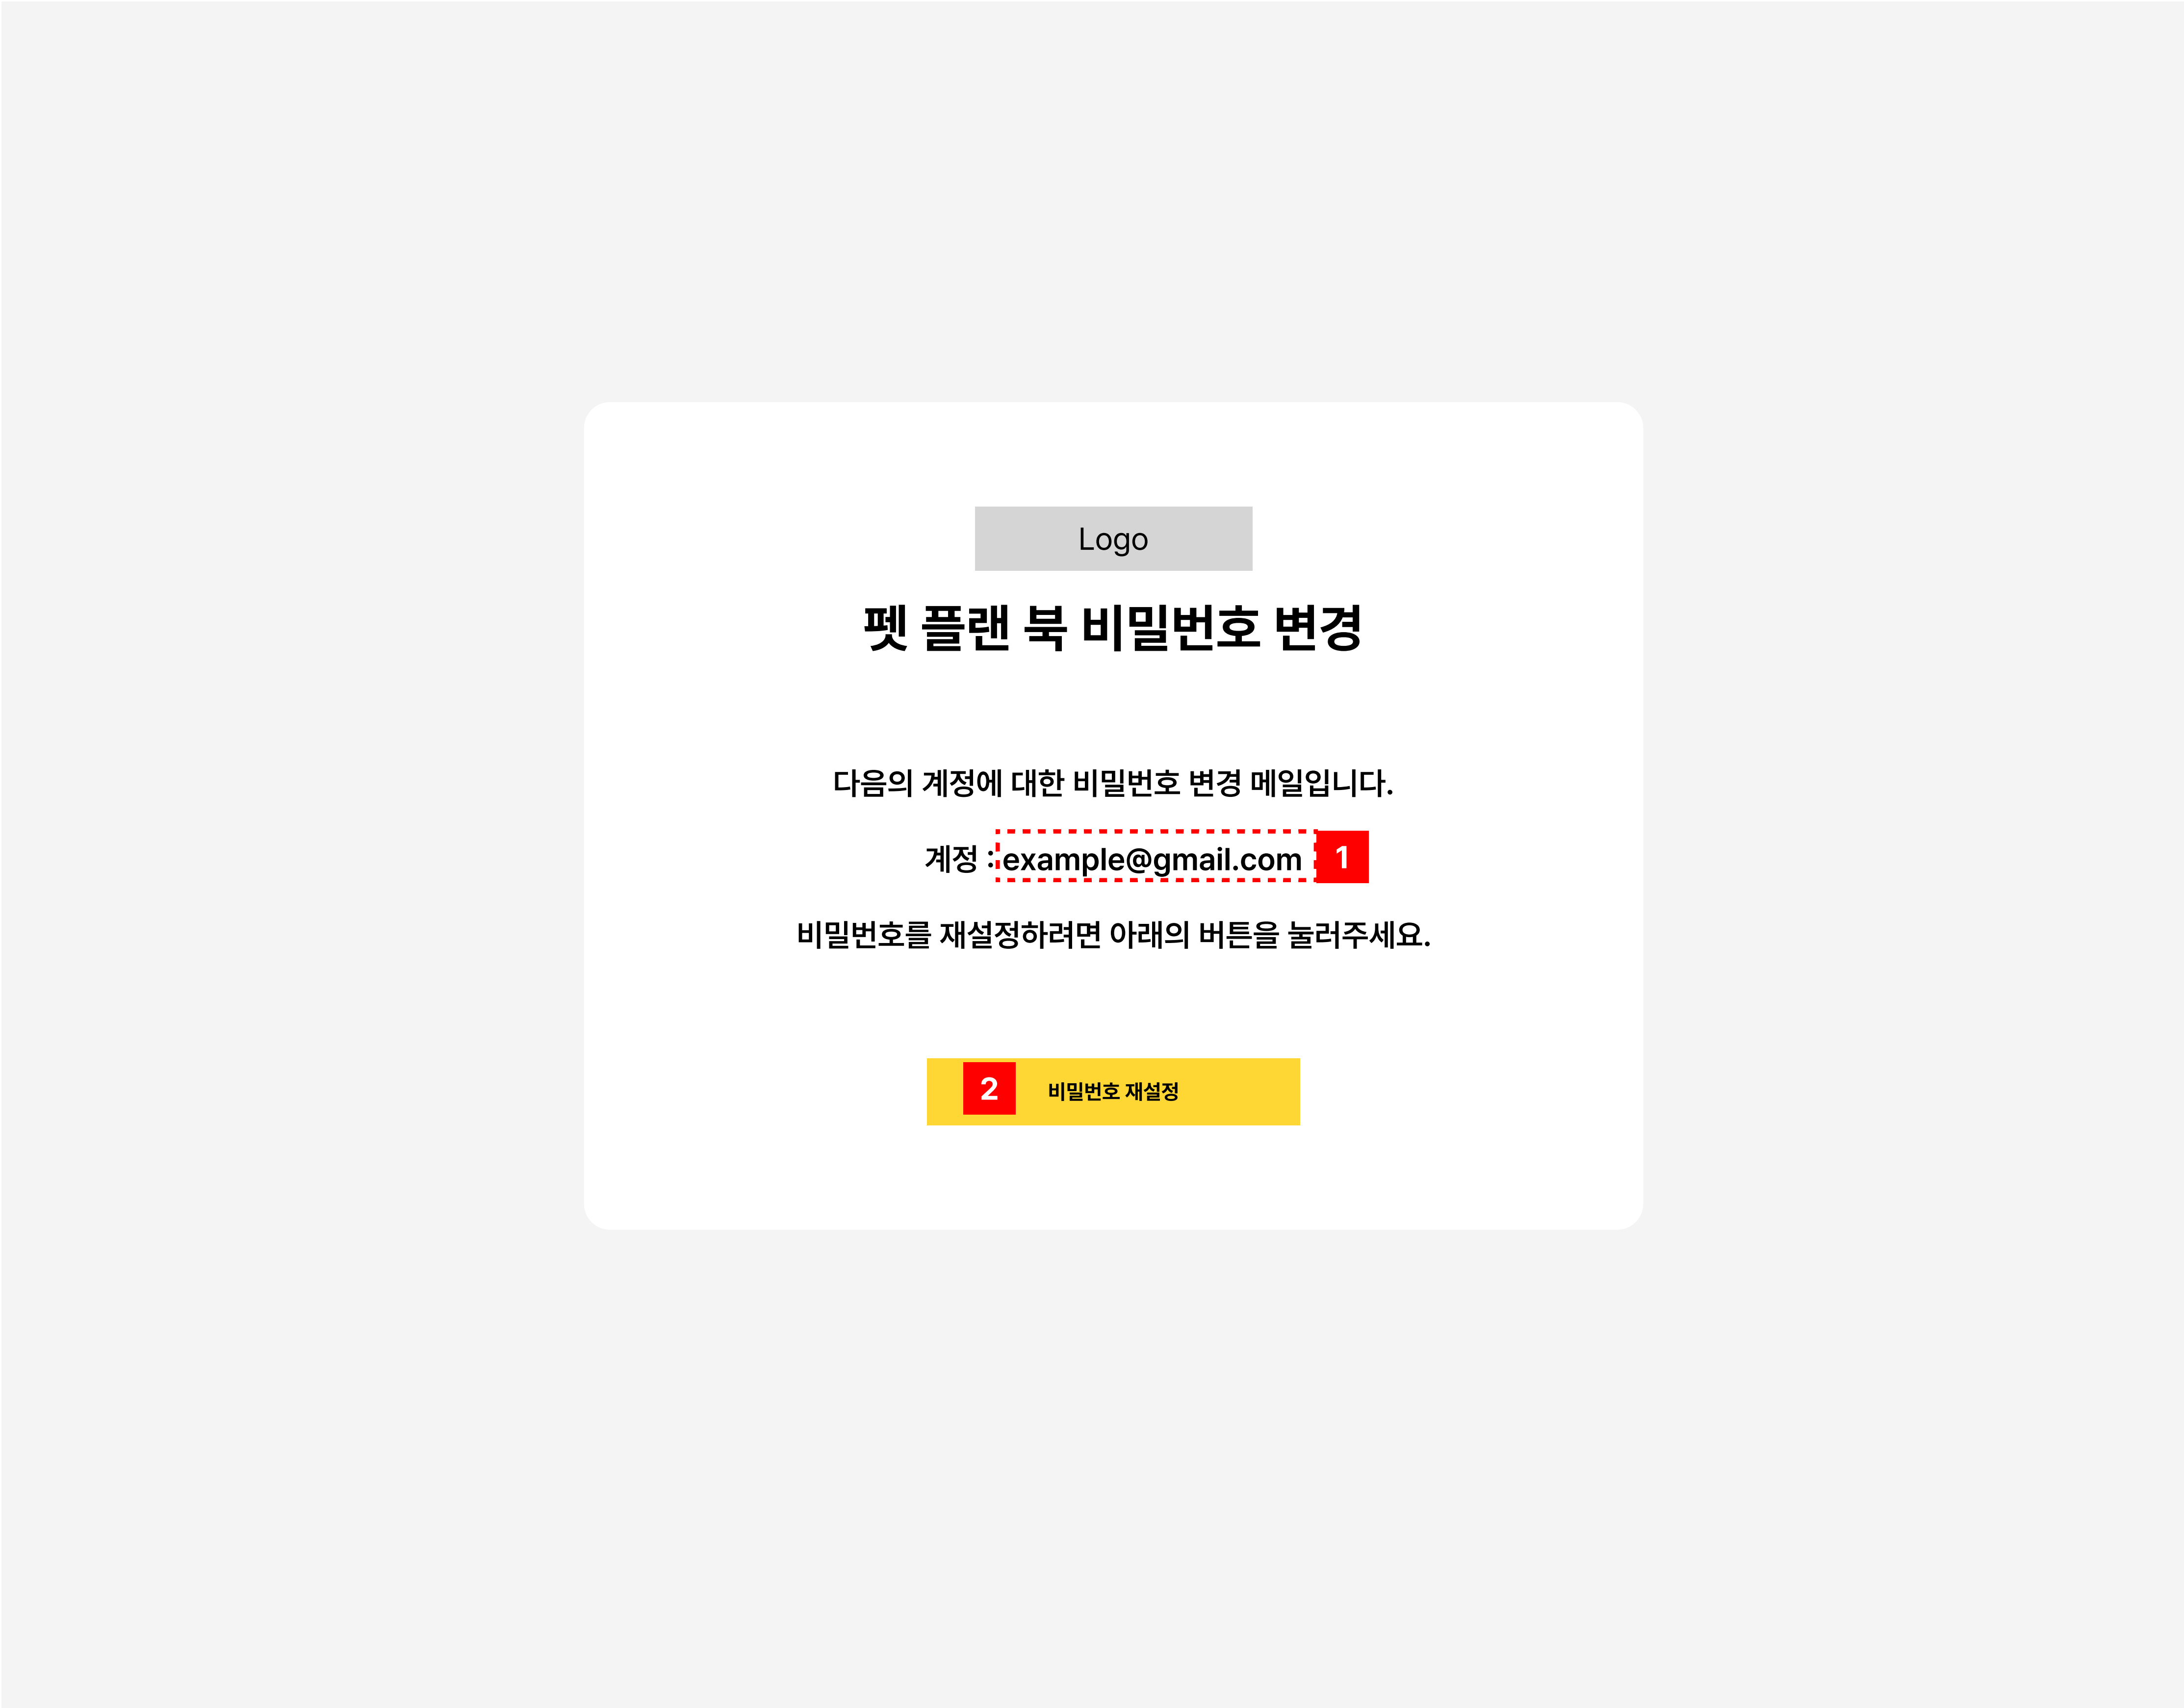 Logo
펫 플랜 북 비밀번호 변경
다음의 계정에 대한 비밀번호 변경 메일입니다.
계정 : example@gmail.com 1
비밀번호를 재설정하려면 아래의 버튼을 눌러주세요.
2 비밀번호 재설정